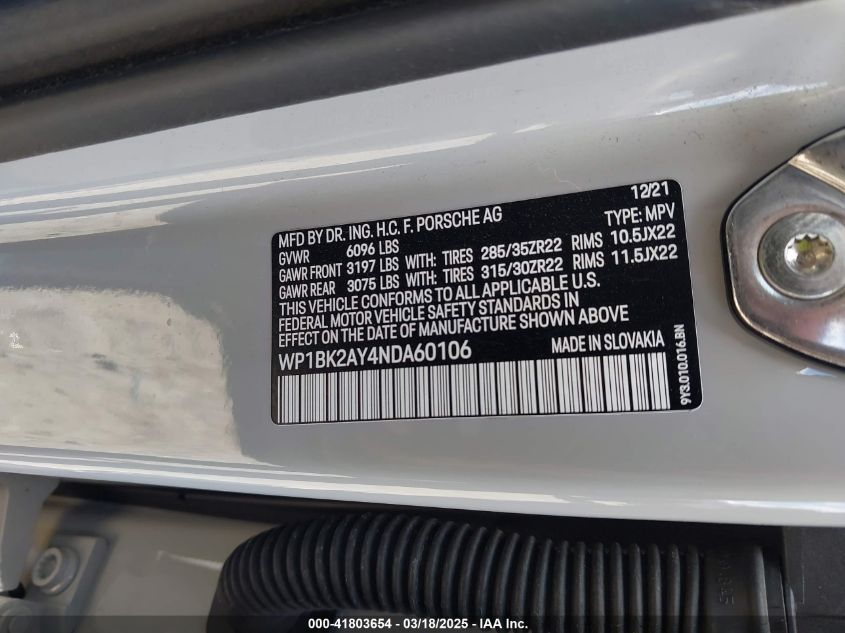 12/21
MFD BY DR. ING. H.C. F. PORSCHE AG
GVWR 6096 LBS TYPE: MPV
GAWR FRONT 3197 LBS WITH: TIRES 285/35ZR22 RIMS 10.5JX22
GAWR REAR 3075 LBS WITH: TIRES 315/30ZR22 RIMS 11.5JX22
THIS VEHICLE CONFORMS TO ALL APPLICABLE U.S.
FEDERAL MOTOR VEHICLE SAFETY STANDARDS IN
EFFECT ON THE DATE OF MANUFACTURE SHOWN ABOVE
WP1BK2AY4NDA60106 MADE IN SLOVAKIA
9Y3.010.016.BN
00-41803654 / 03/18/2025 - IAA Inc.